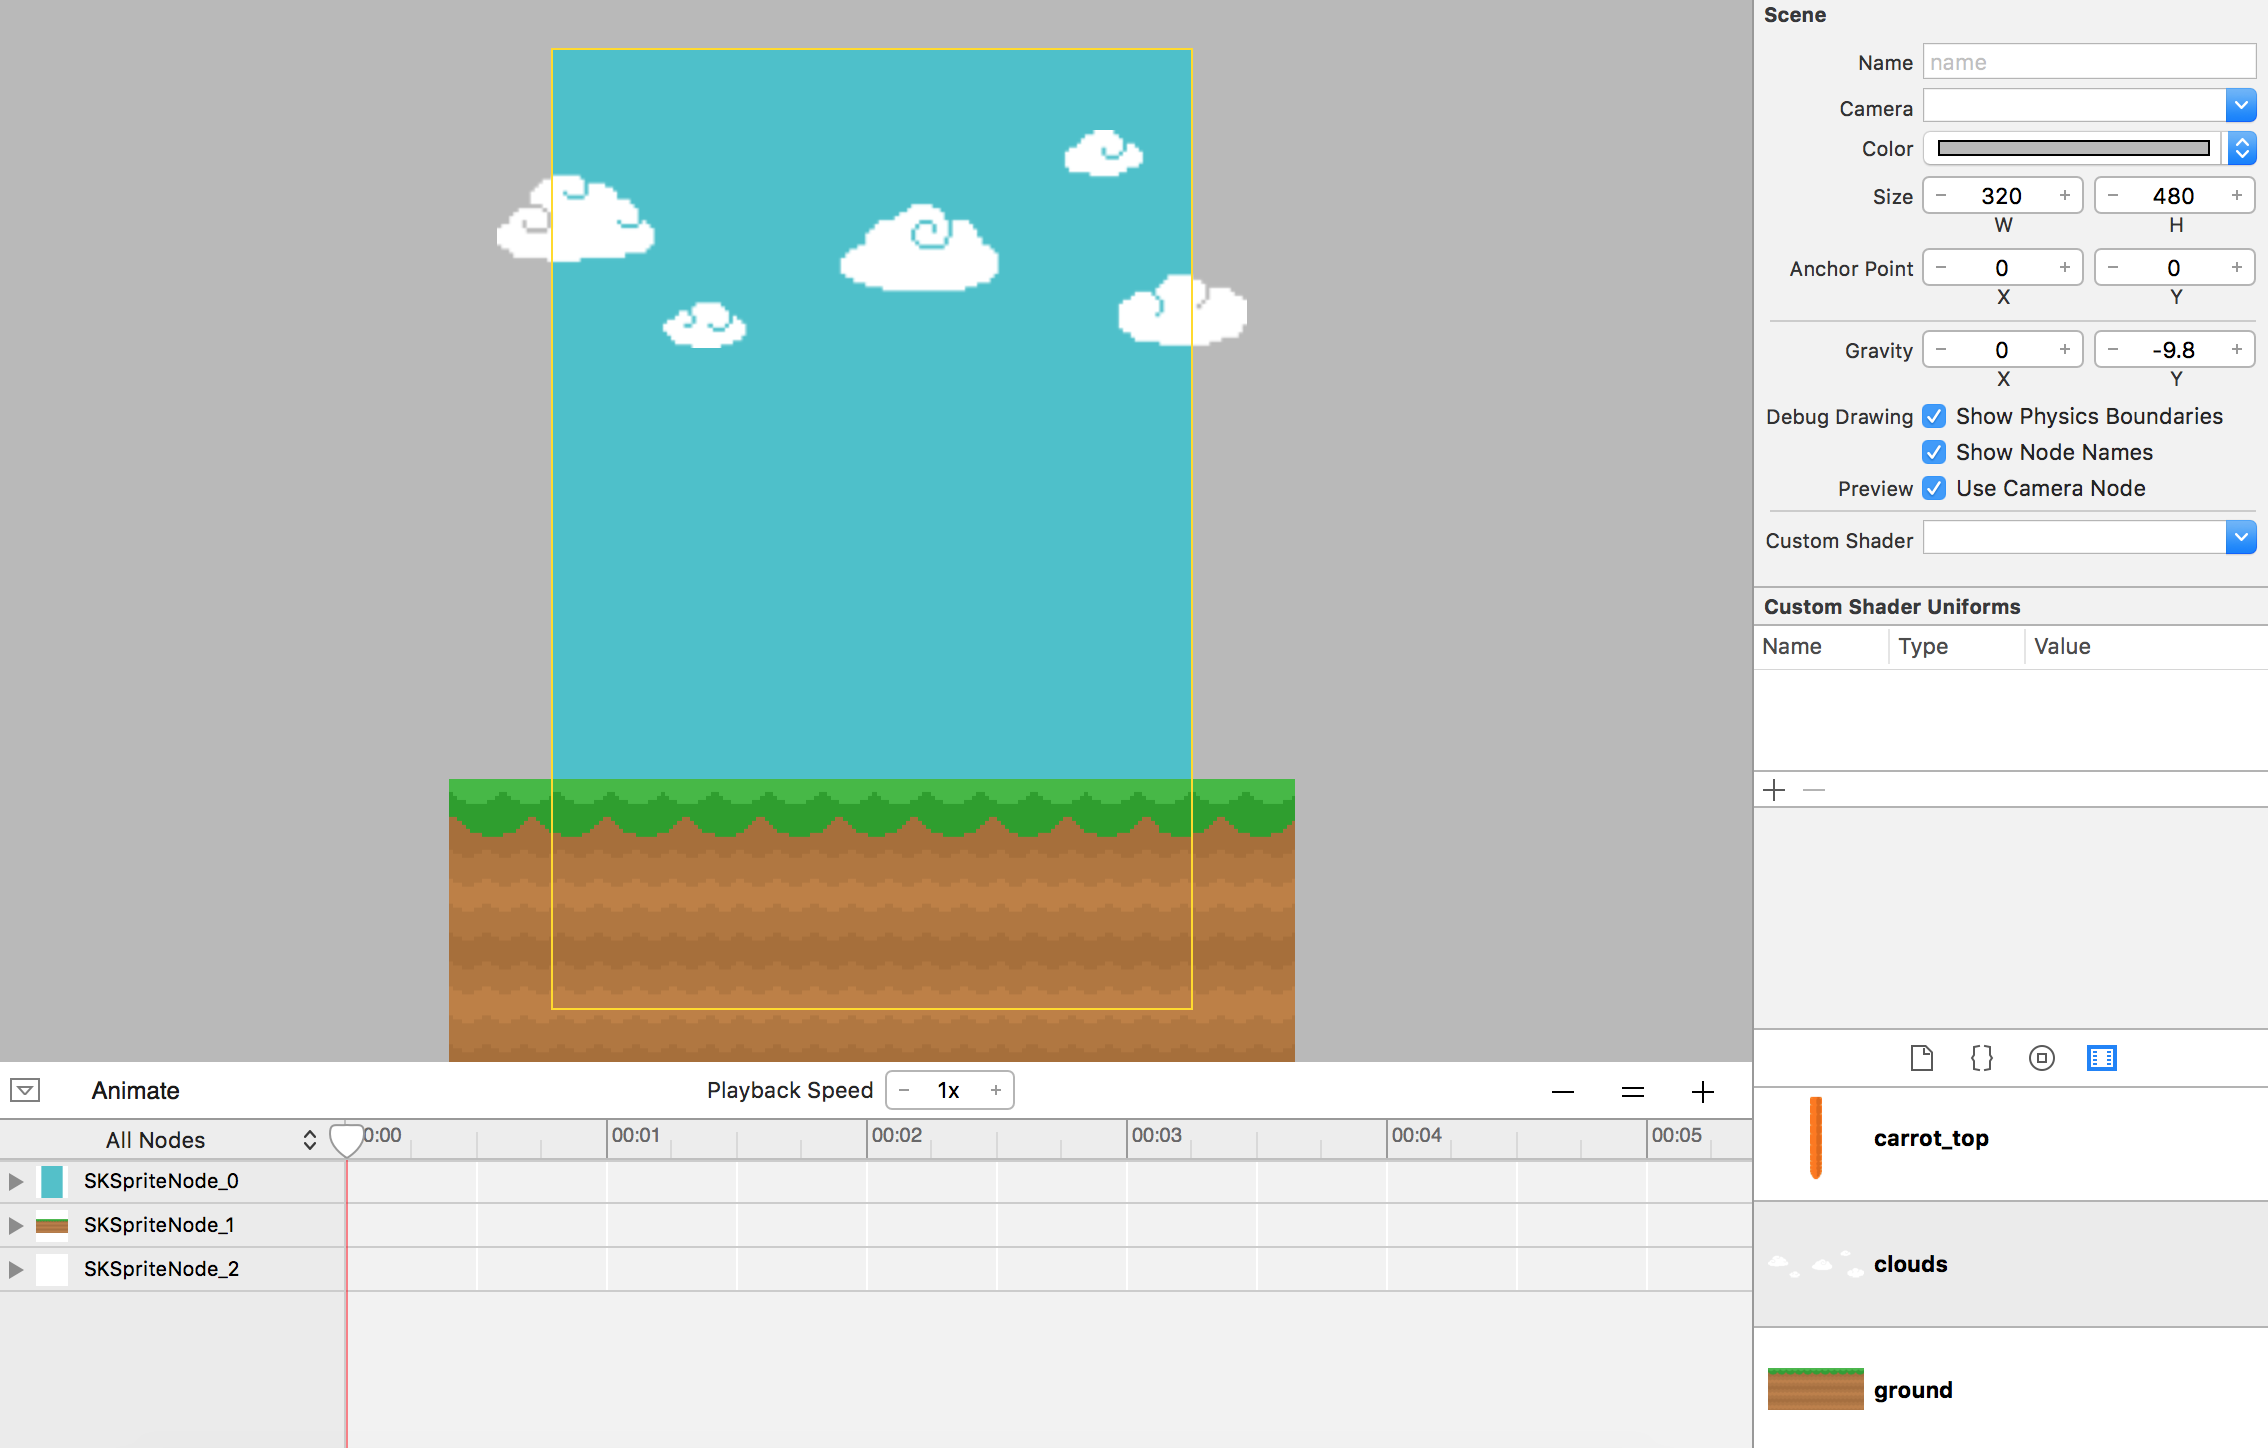 Scene
Name name
Camera
Color
Size − 320 + − 480 +
W H
Anchor Point − 0 + − 0 +
X Y
Gravity − 0 + − -9.8 +
X Y
Debug Drawing Show Physics Boundaries
Show Node Names
Preview Use Camera Node
Custom Shader
Custom Shader Uniforms
Name Type Value
Animate Playback Speed − 1x +
All Nodes 0:00 00:01 00:02 00:03 00:04 00:05
SKSpriteNode_0
SKSpriteNode_1
SKSpriteNode_2
carrot_top
clouds
ground